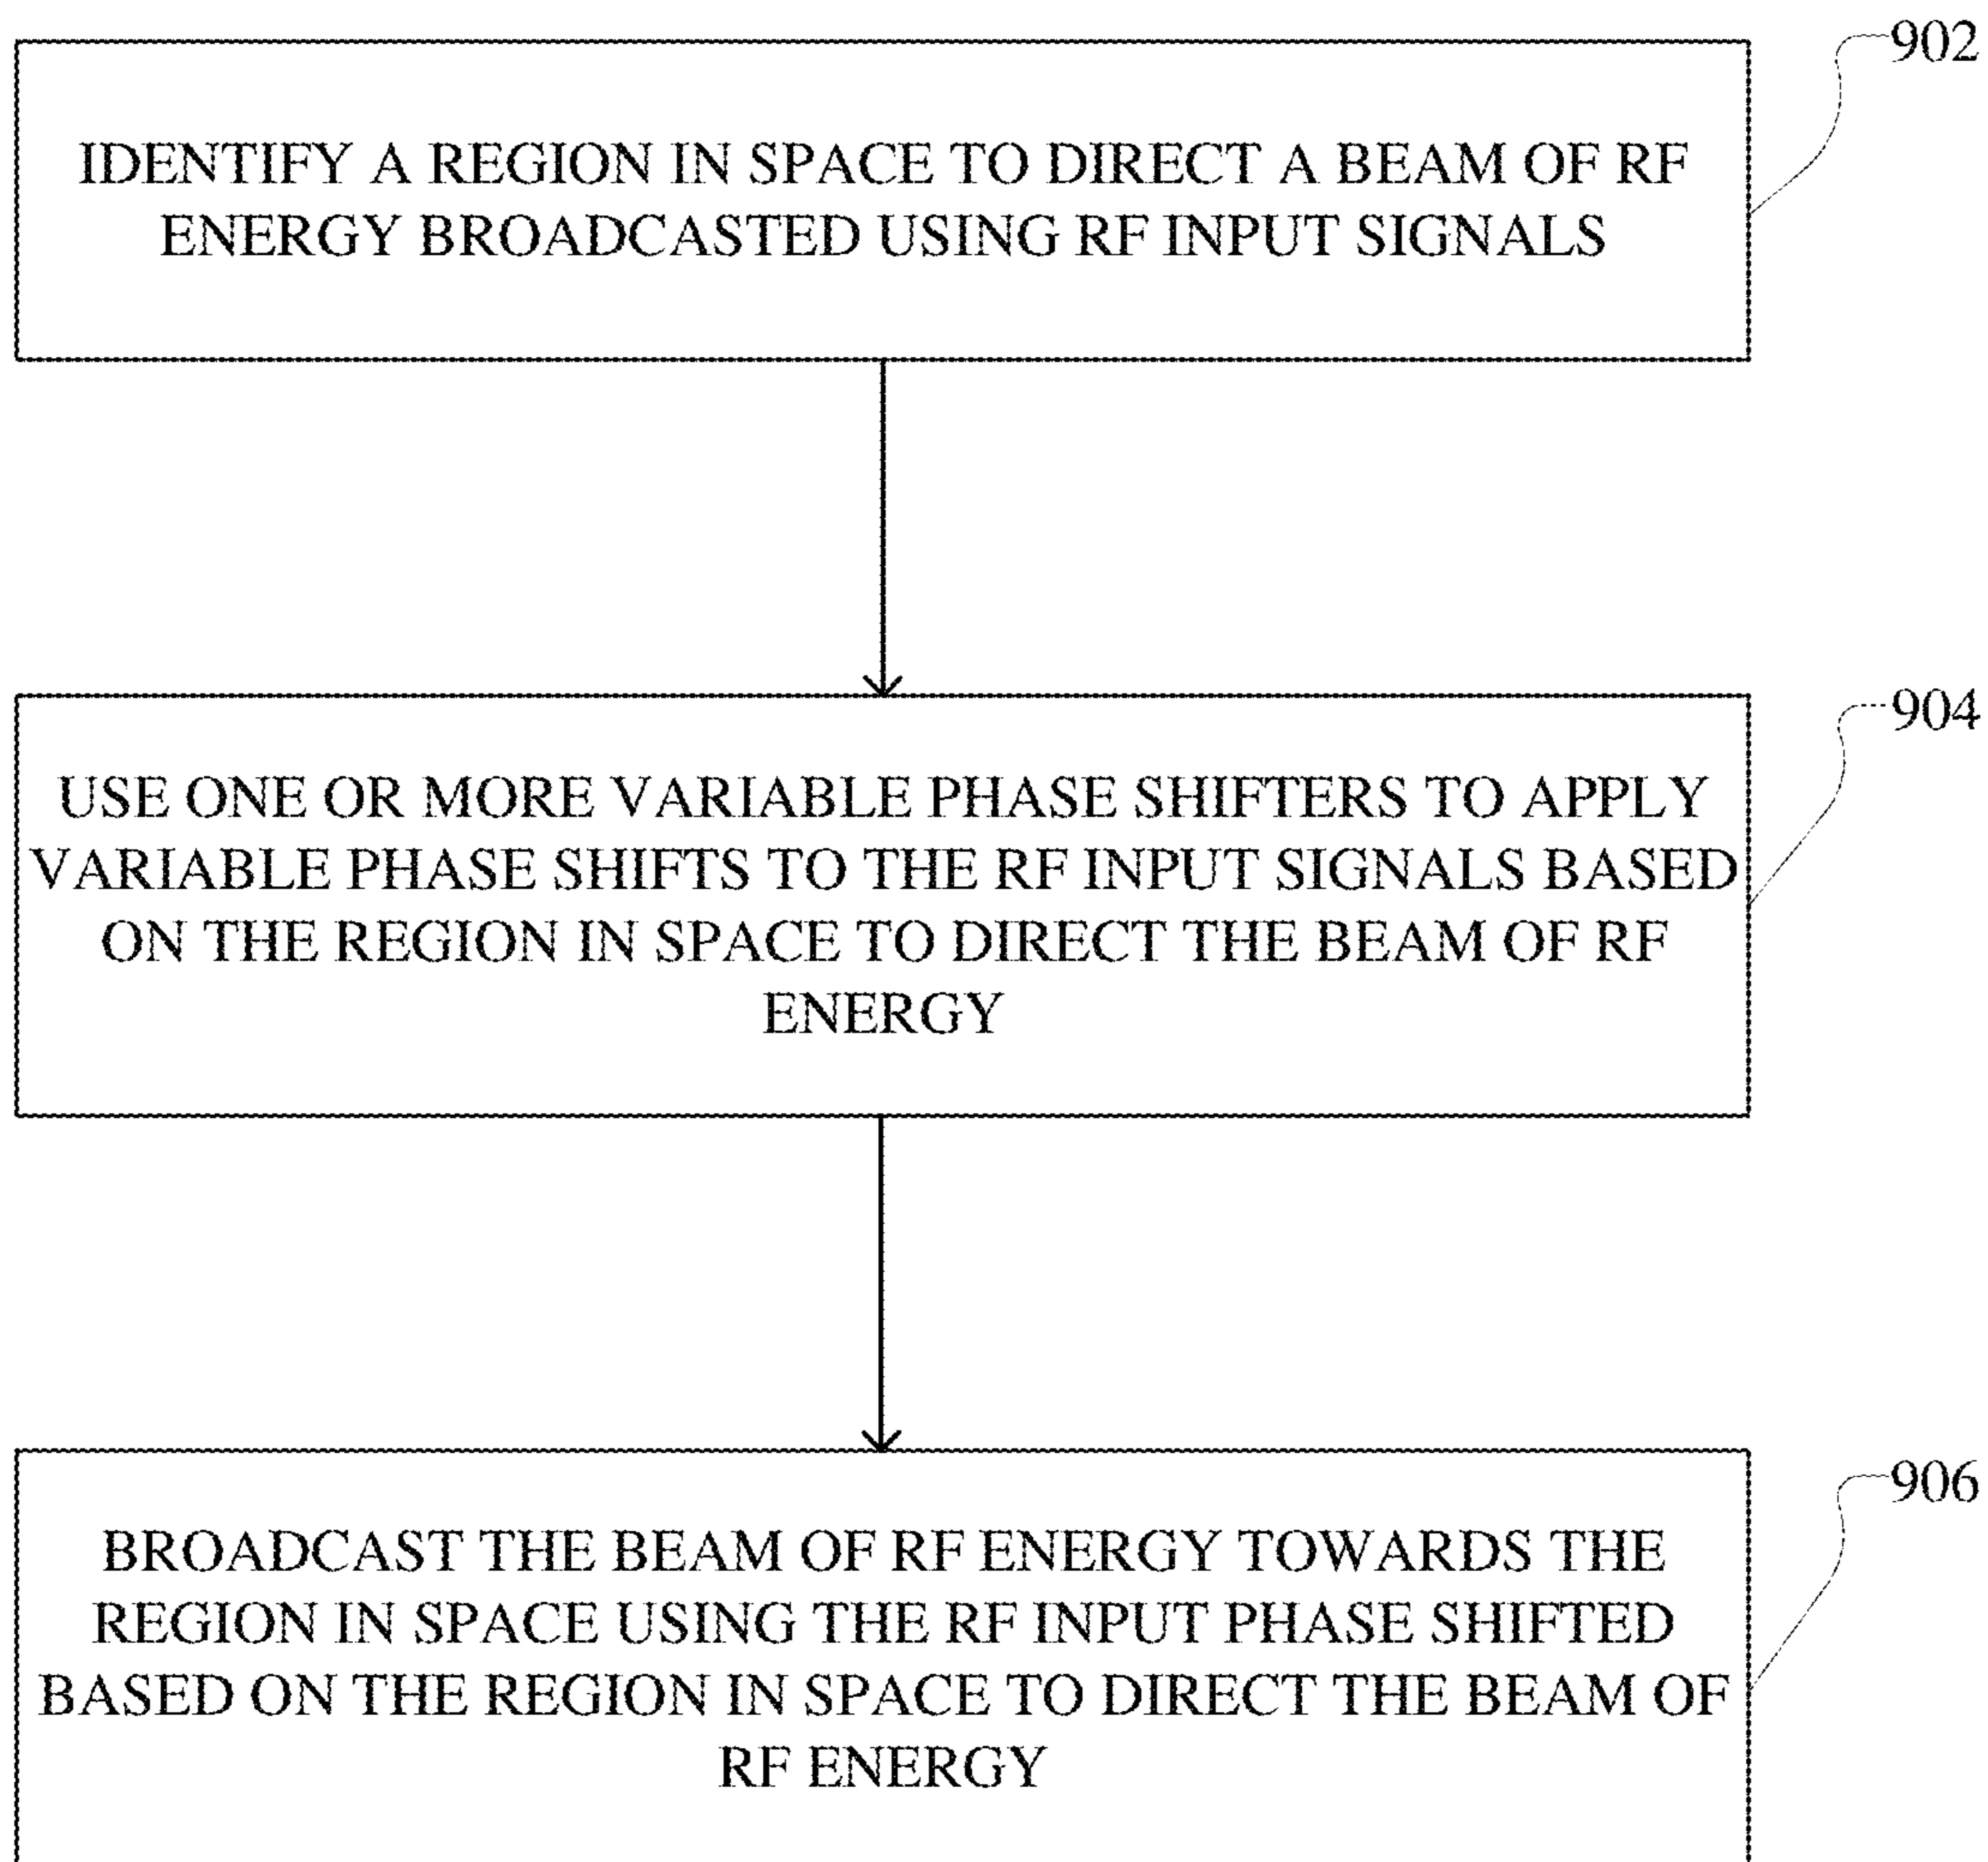 902
IDENTIFY A REGION IN SPACE TO DIRECT A BEAM OF RF
ENERGY BROADCASTED USING RF INPUT SIGNALS
904
USE ONE OR MORE VARIABLE PHASE SHIFTERS TO APPLY
VARIABLE PHASE SHIFTS TO THE RF INPUT SIGNALS BASED
ON THE REGION IN SPACE TO DIRECT THE BEAM OF RF
ENERGY
906
BROADCAST THE BEAM OF RF ENERGY TOWARDS THE
REGION IN SPACE USING THE RF INPUT PHASE SHIFTED
BASED ON THE REGION IN SPACE TO DIRECT THE BEAM OF
RF ENERGY